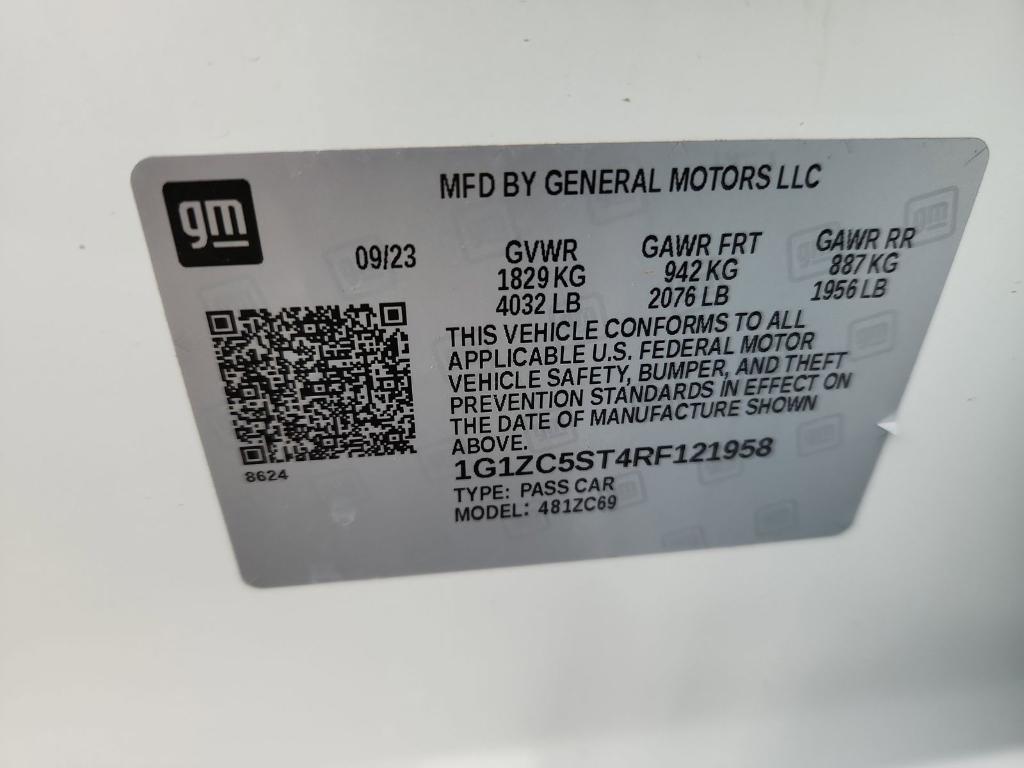 gm
MFD BY GENERAL MOTORS LLC
09/23
GVWR
1829 KG
4032 LB
GAWR FRT
942 KG
2076 LB
GAWR RR
887 KG
1956 LB
THIS VEHICLE CONFORMS TO ALL
APPLICABLE U.S. FEDERAL MOTOR
VEHICLE SAFETY, BUMPER, AND THEFT
PREVENTION STANDARDS IN EFFECT ON
THE DATE OF MANUFACTURE SHOWN
ABOVE.
1G1ZC5ST4RF121958
TYPE: PASS CAR
MODEL: 481ZC69
8624